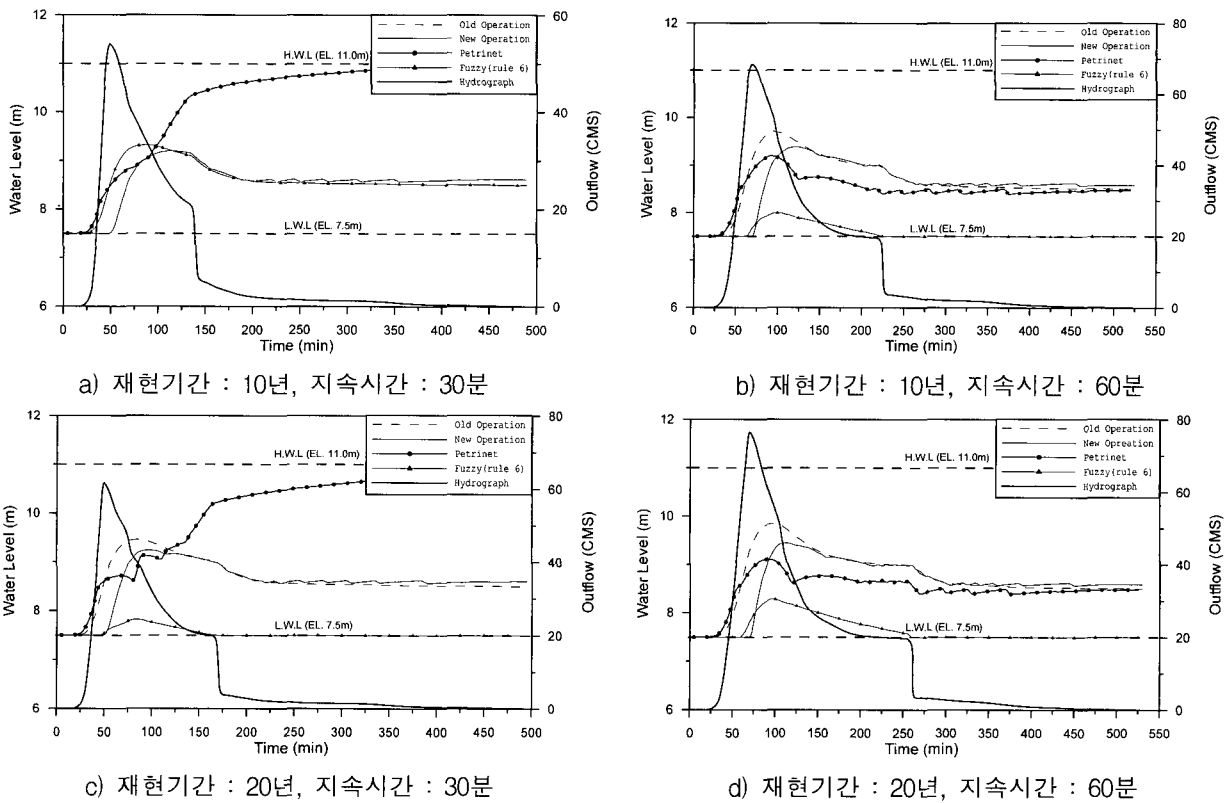 Old Operation
New Operation
Petrinet
Fuzzy(rule 6)
Hydrograph
H.W.L (EL. 11.0m)
L.W.L (EL. 7.5m)
Water Level (m)
12
10
8
6
Outflow (CMS)
60
50
40
30
20
10
0
0 50 100 150 200 250 300 350 400 450 500
Time (min)
a) 재현기간 : 10년, 지속시간 : 30분
Old Operation
New Operation
Petrinet
Fuzzy(rule 6)
Hydrograph
H.W.L (EL. 11.0m)
L.W.L (EL. 7.5m)
Water Level (m)
12
10
8
6
Outflow (CMS)
80
60
40
20
0
0 50 100 150 200 250 300 350 400 450 500 550
Time (min)
b) 재현기간 : 10년, 지속시간 : 60분
Old Operation
New Operation
Petrinet
Fuzzy(rule 6)
Hydrograph
H.W.L (EL. 11.0m)
L.W.L (EL. 7.5m)
Water Level (m)
12
10
8
6
Outflow (CMS)
80
60
40
20
0
0 50 100 150 200 250 300 350 400 450 500
Time (min)
c) 재현기간 : 20년, 지속시간 : 30분
Old Operation
New Opreation
Petrinet
Fuzzy(rule 6)
Hydrograph
H.W.L (EL. 11.0m)
L.W.L (EL. 7.5m)
Water Level (m)
12
10
8
6
Outflow (CMS)
80
60
40
20
0
0 50 100 150 200 250 300 350 400 450 500 550
Time (min)
d) 재현기간 : 20년, 지속시간 : 60분